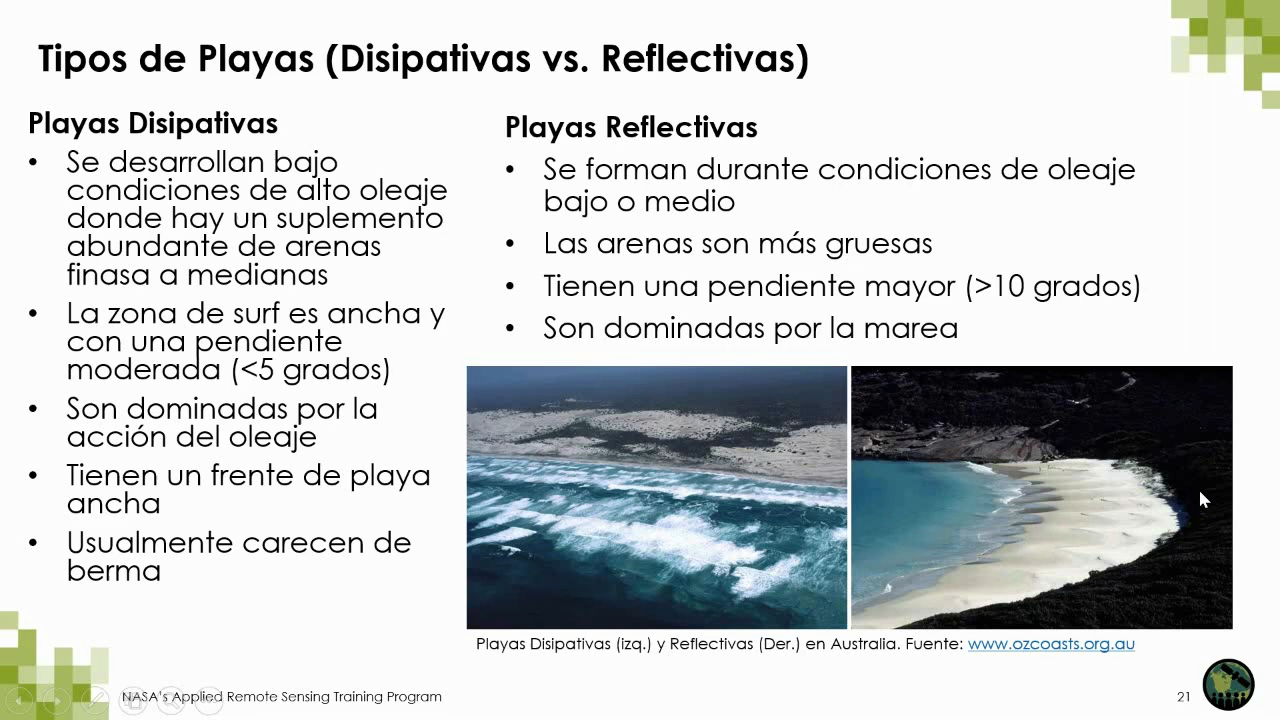 Tipos de Playas (Disipativas vs. Reflectivas)
Playas Disipativas
• Se desarrollan bajo
condiciones de alto oleaje
donde hay un suplemento
abundante de arenas
finasa a medianas
• La zona de surf es ancha y
con una pendiente
moderada (<5 grados)
• Son dominadas por la
acción del oleaje
• Tienen un frente de playa
ancha
• Usualmente carecen de
berma
Playas Reflectivas
• Se forman durante condiciones de oleaje
bajo o medio
• Las arenas son más gruesas
• Tienen una pendiente mayor (>10 grados)
• Son dominadas por la marea
Playas Disipativas (izq.) y Reflectivas (Der.) en Australia. Fuente: www.ozcoasts.org.au
NASA's Applied Remote Sensing Training Program
21